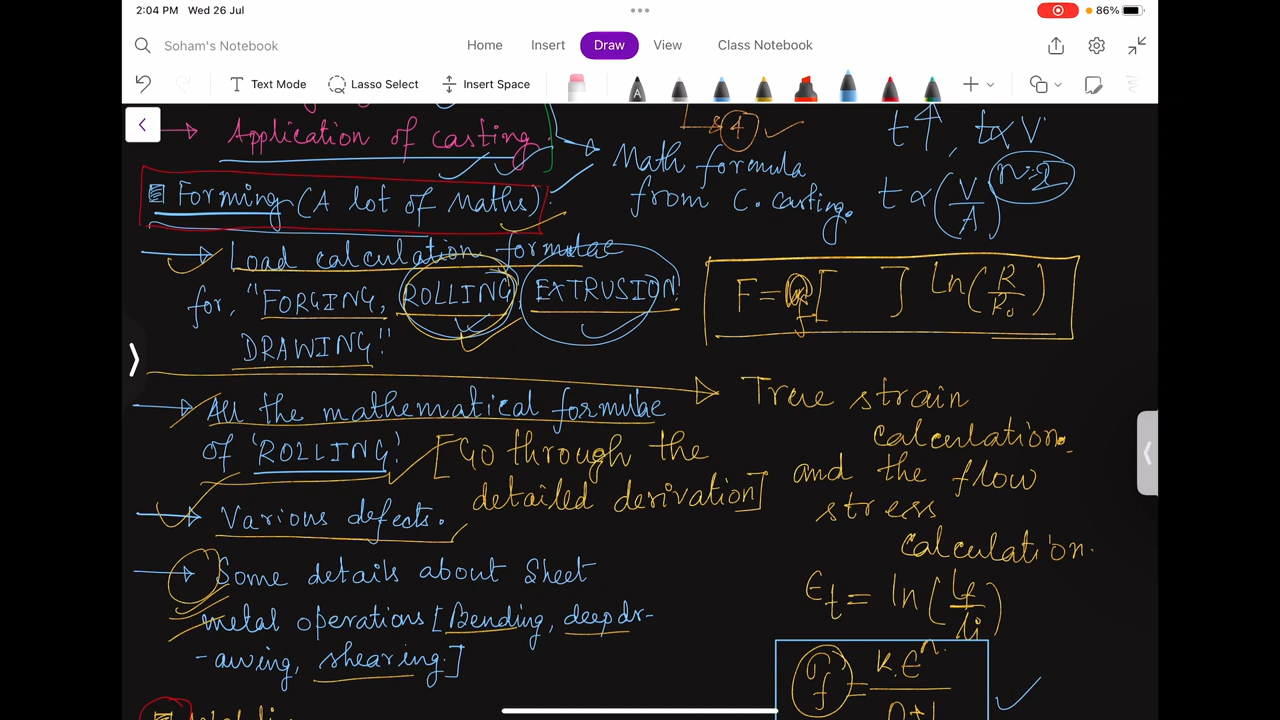 2:04 PM Wed 26 Jul
86%
Soham's Notebook
Home Insert Draw View Class Notebook
Text Mode Lasso Select Insert Space
→ Application of casting
4
t↑, t∝V
Math formula
from C. casting.
t∝(V/A)
n=2
Forming (A lot of Maths).
→ Load calculation formulae
for, "FORGING, ROLLING, EXTRUSION
DRAWING"
F= [ ] ln(R/R₀)
→ All the mathematical formulae
of 'ROLLING'
[Go through the
detailed derivation]
→ Various defects.
True strain
calculation.
and the flow
stress
calculation.
→ Some details about Sheet
metal operations [Bending, deep dr-
-awing, shearing.]
ϵt = ln(lf/li)
f = K.ϵⁿ/n+1